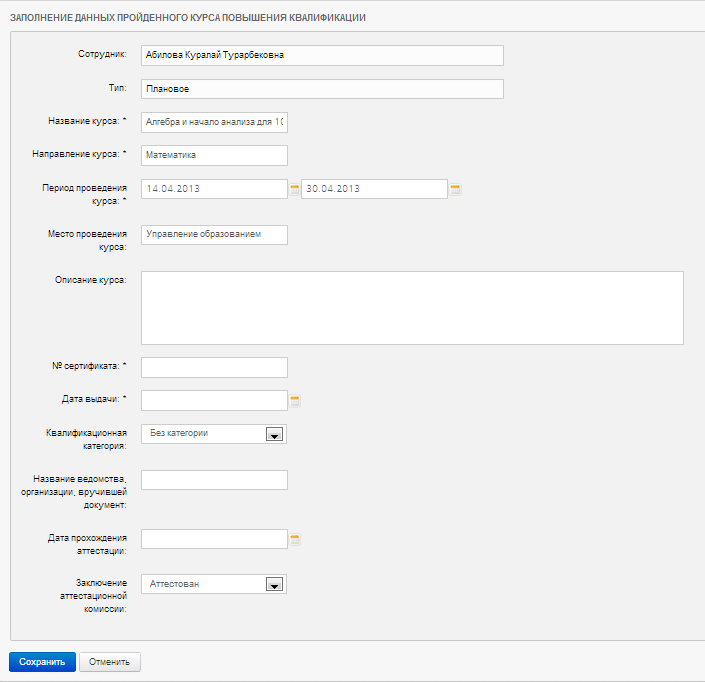 ЗАПОЛНЕНИЕ ДАННЫХ ПРОЙДЕННОГО КУРСА ПОВЫШЕНИЯ КВАЛИФИКАЦИИ
Сотрудник: Абилова Куралай Турарбековна
Тип: Плановое
Название курса: * Алгебра и начало анализа для 10
Направление курса: * Математика
Период проведения
курса: * 14.04.2013 30.04.2013
Место проведения
курса: Управление образованием
Описание курса:
№ сертификата: *
Дата выдачи: *
Квалификационная
категория: Без категории
Название ведомства,
организации, вручившей
документ:
Дата прохождения
аттестации:
Заключение
аттестационной
комиссии: Аттестован
Сохранить Отменить